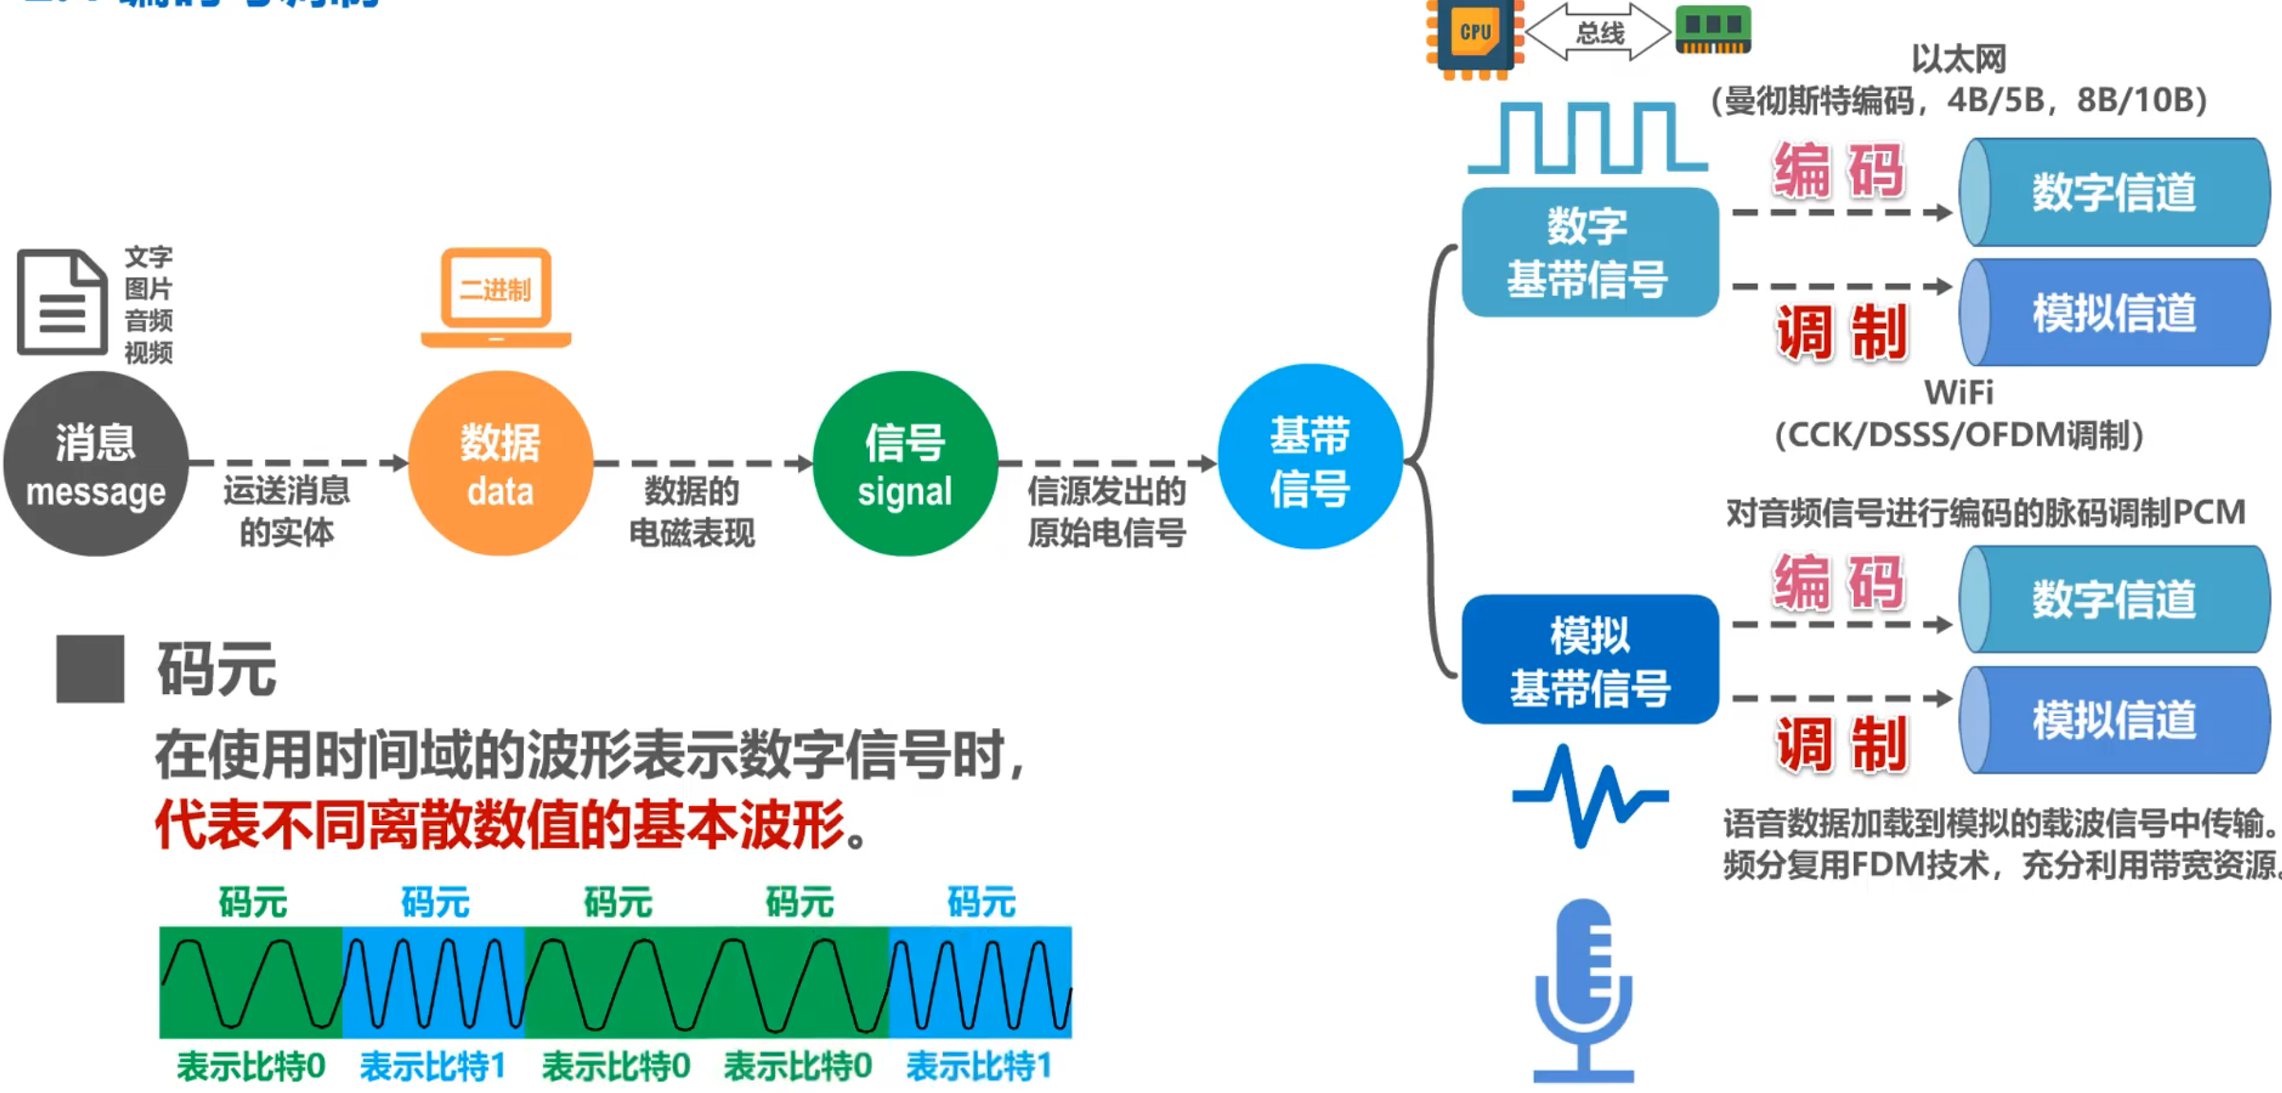 CPU
总线
以太网
(曼彻斯特编码，4B/5B，8B/10B)
编码
数字信道
数字
基带信号
调制
模拟信道
WiFi
(CCK/DSSS/OFDM调制)
文字
图片
音频
视频
二进制
消息
message
运送消息
的实体
数据
data
数据的
电磁表现
信号
signal
信源发出的
原始电信号
基带
信号
对音频信号进行编码的脉码调制PCM
编码
数字信道
模拟
基带信号
调制
模拟信道
语音数据加载到模拟的载波信号中传输。
频分复用FDM技术，充分利用带宽资源。
码元
在使用时间域的波形表示数字信号时，
代表不同离散数值的基本波形。
码元 码元 码元 码元 码元
表示比特0 表示比特1 表示比特0 表示比特0 表示比特1